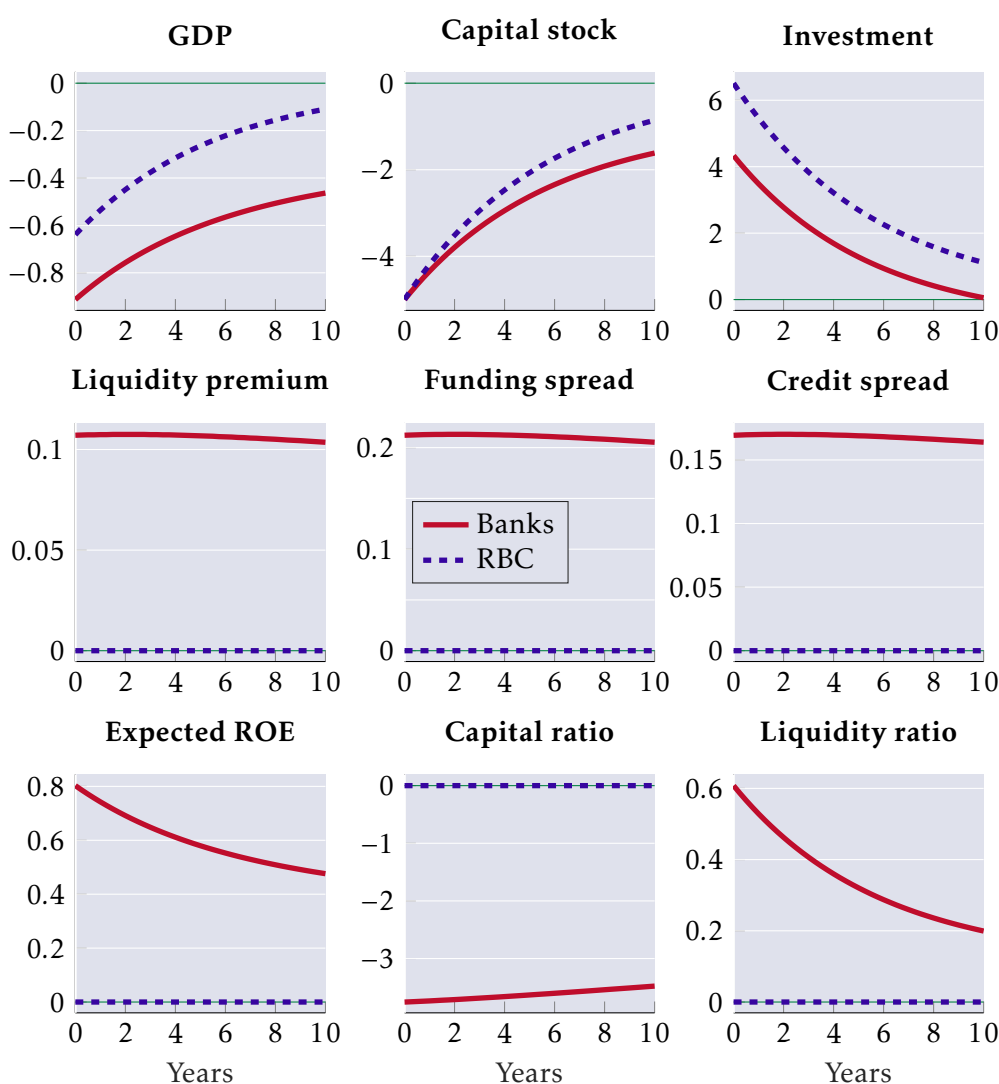 GDP
Capital stock
Investment
0
−0.2
−0.4
−0.6
−0.8
0 2 4 6 8 10
0
−2
−4
0 2 4 6 8 10
6
4
2
0
0 2 4 6 8 10
Liquidity premium
Funding spread
Credit spread
0.1
0.05
0
0 2 4 6 8 10
0.2
0.1
0
Banks
RBC
0 2 4 6 8 10
0.15
0.1
0.05
0
0 2 4 6 8 10
Expected ROE
Capital ratio
Liquidity ratio
0.8
0.6
0.4
0.2
0
0 2 4 6 8 10
Years
0
−1
−2
−3
0 2 4 6 8 10
Years
0.6
0.4
0.2
0
0 2 4 6 8 10
Years